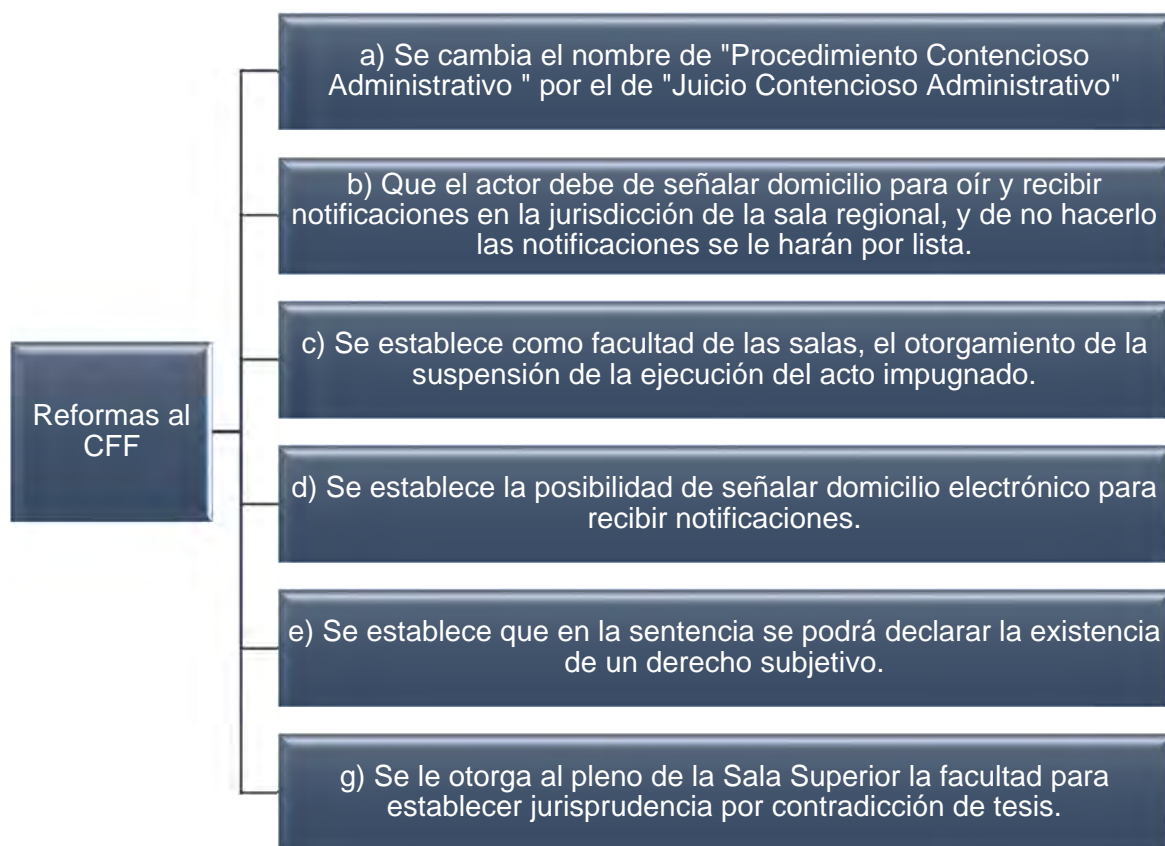 a) Se cambia el nombre de "Procedimiento Contencioso
Administrativo " por el de "Juicio Contencioso Administrativo"
b) Que el actor debe de señalar domicilio para oír y recibir
notificaciones en la jurisdicción de la sala regional, y de no hacerlo
las notificaciones se le harán por lista.
c) Se establece como facultad de las salas, el otorgamiento de la
suspensión de la ejecución del acto impugnado.
Reformas al
CFF
d) Se establece la posibilidad de señalar domicilio electrónico para
recibir notificaciones.
e) Se establece que en la sentencia se podrá declarar la existencia
de un derecho subjetivo.
g) Se le otorga al pleno de la Sala Superior la facultad para
establecer jurisprudencia por contradicción de tesis.